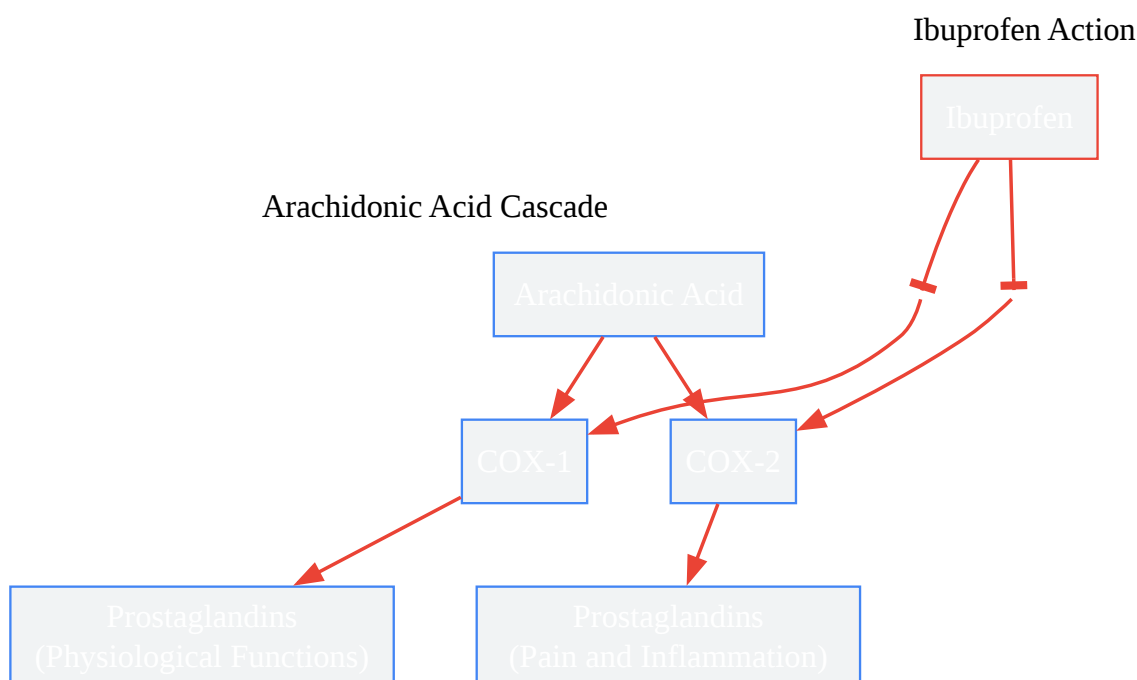 Ibuprofen Action
Ibuprofen
Arachidonic Acid Cascade
Arachidonic Acid
COX-1
COX-2
Prostaglandins
(Physiological Functions)
Prostaglandins
(Pain and Inflammation)